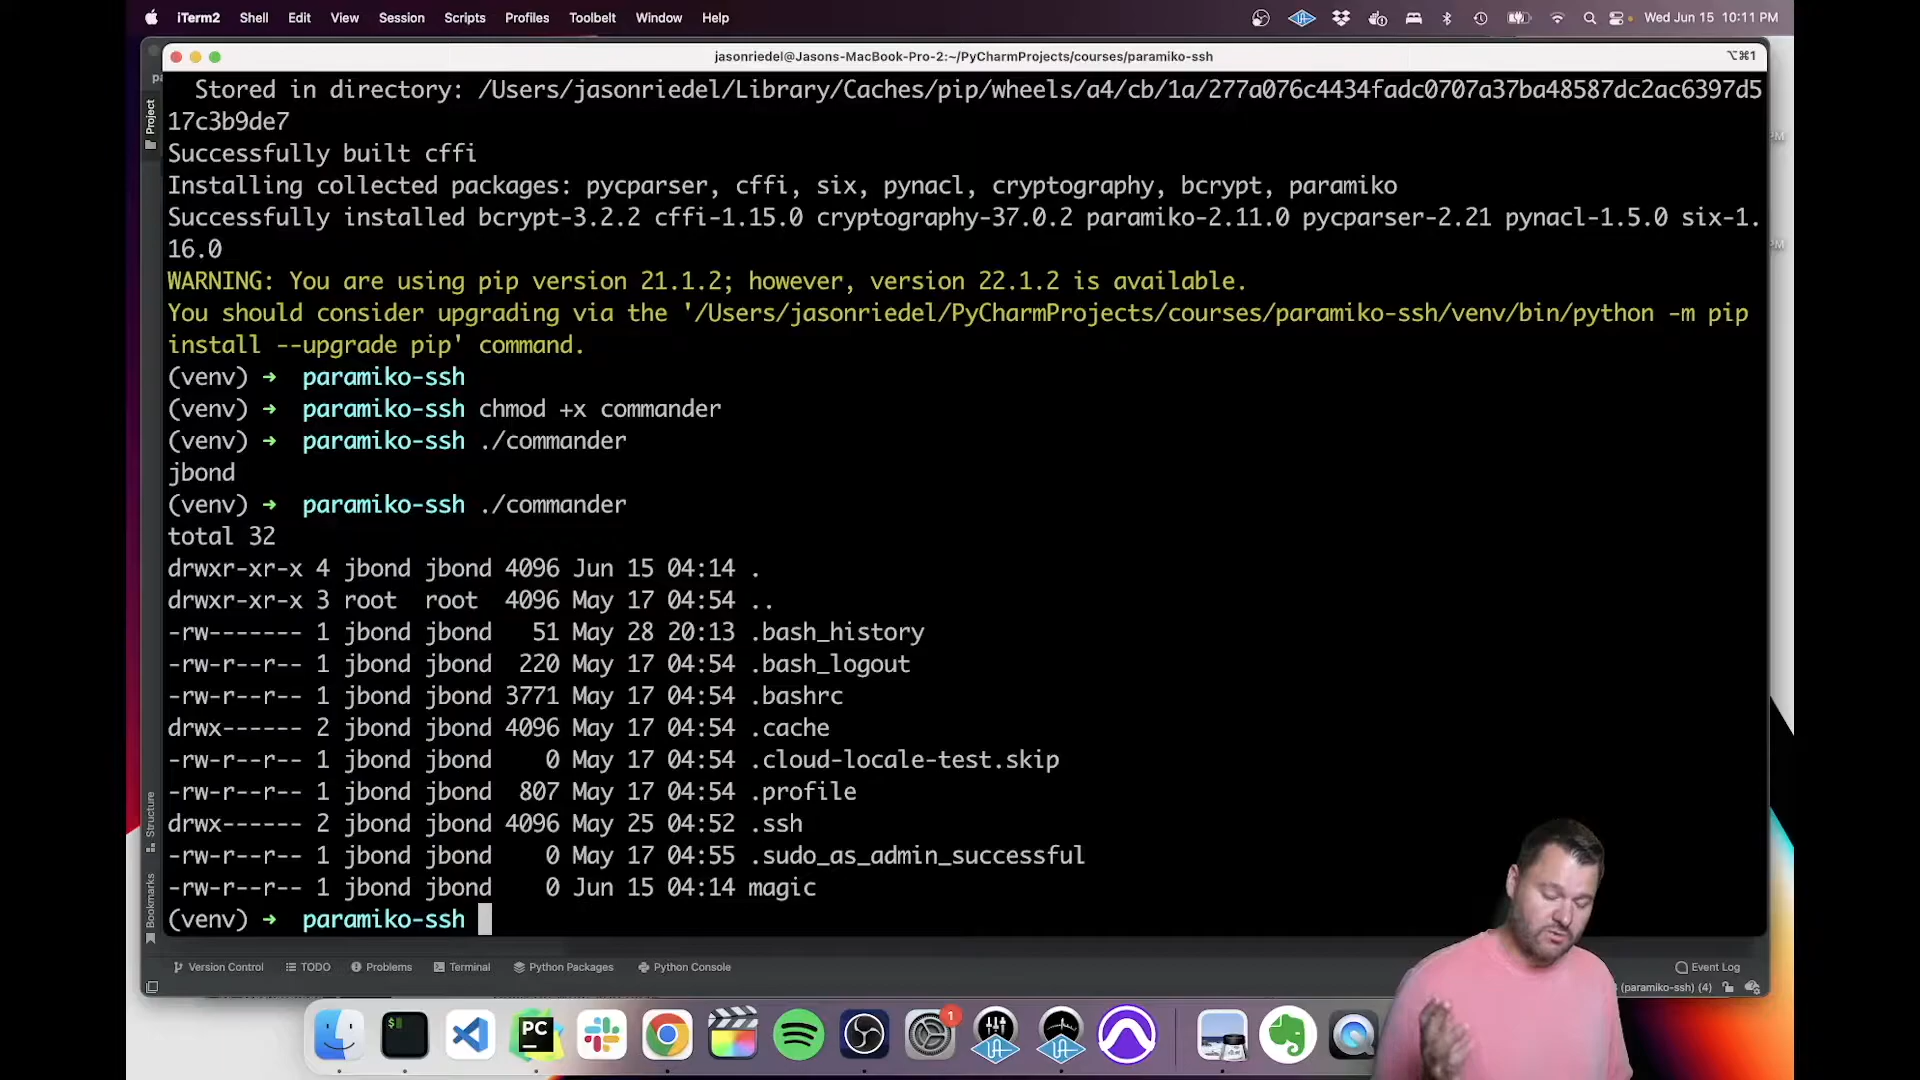 iTerm2 Shell Edit View Session Scripts Profiles Toolbelt Window Help Wed Jun 15 10:11 PM
jasonriedel@Jasons-MacBook-Pro-2:~/PyCharmProjects/courses/paramiko-ssh ⌥⌘1
Project
Stored in directory: /Users/jasonriedel/Library/Caches/pip/wheels/a4/cb/1a/277a076c4434fadc0707a37ba48587dc2ac6397d5
17c3b9de7
Successfully built cffi
Installing collected packages: pycparser, cffi, six, pynacl, cryptography, bcrypt, paramiko
Successfully installed bcrypt-3.2.2 cffi-1.15.0 cryptography-37.0.2 paramiko-2.11.0 pycparser-2.21 pynacl-1.5.0 six-1.
16.0
WARNING: You are using pip version 21.1.2; however, version 22.1.2 is available.
You should consider upgrading via the '/Users/jasonriedel/PyCharmProjects/courses/paramiko-ssh/venv/bin/python -m pip
install --upgrade pip' command.
(venv) ➜ paramiko-ssh
(venv) ➜ paramiko-ssh chmod +x commander
(venv) ➜ paramiko-ssh ./commander
jbond
(venv) ➜ paramiko-ssh ./commander
total 32
drwxr-xr-x 4 jbond jbond 4096 Jun 15 04:14 .
drwxr-xr-x 3 root root 4096 May 17 04:54 ..
-rw------- 1 jbond jbond 51 May 28 20:13 .bash_history
-rw-r--r-- 1 jbond jbond 220 May 17 04:54 .bash_logout
-rw-r--r-- 1 jbond jbond 3771 May 17 04:54 .bashrc
drwx------ 2 jbond jbond 4096 May 17 04:54 .cache
-rw-r--r-- 1 jbond jbond 0 May 17 04:54 .cloud-locale-test.skip
-rw-r--r-- 1 jbond jbond 807 May 17 04:54 .profile
drwx------ 2 jbond jbond 4096 May 25 04:52 .ssh
-rw-r--r-- 1 jbond jbond 0 May 17 04:55 .sudo_as_admin_successful
-rw-r--r-- 1 jbond jbond 0 Jun 15 04:14 magic
(venv) ➜ paramiko-ssh
Structure
Bookmarks
Version Control TODO Problems Terminal Python Packages Python Console Event Log
(paramiko-ssh) (4)
$ PC 1